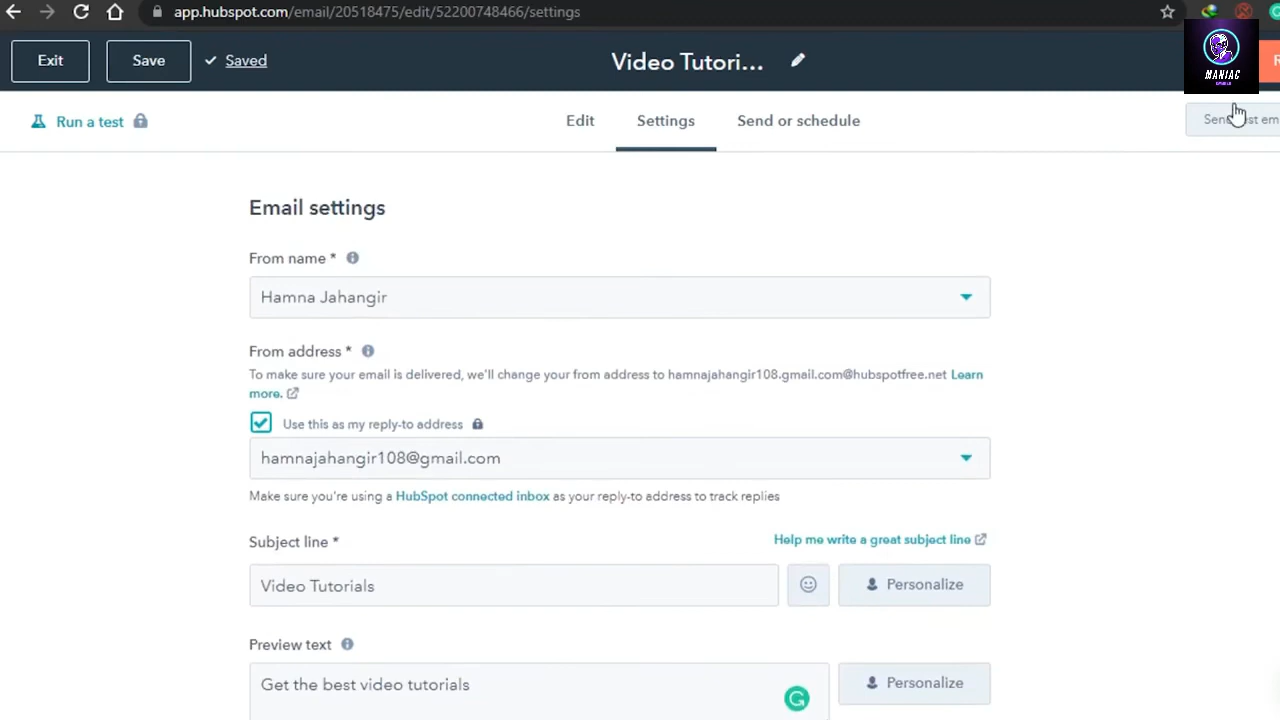 app.hubspot.com/email/20518475/edit/52200748466/settings
Exit
Save
Saved
Video Tutori...
MANIAC
Run a test
Edit
Settings
Send or schedule
Email settings
From name *
Hamna Jahangir
From address *
To make sure your email is delivered, we'll change your from address to hamnajahangir108.gmail.com@hubspotfree.net Learn
more.
Use this as my reply-to address
hamnajahangir108@gmail.com
Make sure you're using a HubSpot connected inbox as your reply-to address to track replies
Subject line *
Help me write a great subject line
Video Tutorials
Personalize
Preview text
Get the best video tutorials
Personalize